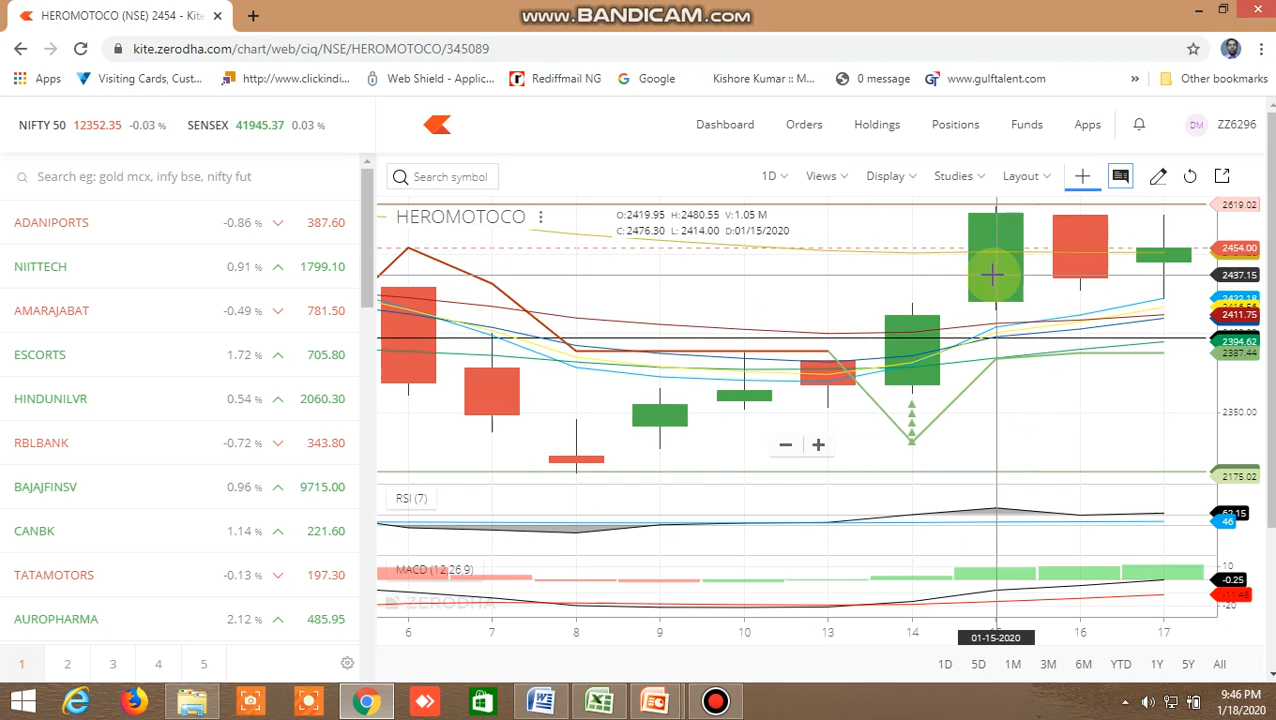 HEROMOTOCO (NSE) 2454 - Kite
www.BANDICAM.com
kite.zerodha.com/chart/web/ciq/NSE/HEROMOTOCO/345089
Apps Visiting Cards, Cust... http://www.clickindi... Web Shield - Applic... Rediffmail NG Google Kishore Kumar :: M... 0 message www.gulftalent.com » Other bookmarks
NIFTY 50 12352.35 -0.03 % SENSEX 41945.37 0.03 %
Dashboard Orders Holdings Positions Funds Apps DM ZZ6296
Search eg: gold mcx, infy bse, nifty fut
ADANIPORTS -0.86 % 387.60
NIITTECH 0.91 % 1799.10
AMARAJABAT -0.49 % 781.50
ESCORTS 1.72 % 705.80
HINDUNILVR 0.54 % 2060.30
RBLBANK -0.72 % 343.80
BAJAJFINSV 0.96 % 9715.00
CANBK 1.14 % 221.60
TATAMOTORS -0.13 % 197.30
AUROPHARMA 2.12 % 485.95
1 2 3 4 5
Search symbol 1D Views Display Studies Layout
HEROMOTOCO
O:2419.95 H:2480.55 V:1.05 M
C: 2476.30 L: 2414.00 D:01/15/2020
2619.02
2454.00
2437.15
2422.18
2411.75
2394.62
2387.44
2350.00
2175.02
RSI (7)
46
MACD (12,26,9)
10
-0.25
-11.46
-20
ZERODHA
6 7 8 9 10 13 14 15 16 17
01-15-2020
1D 5D 1M 3M 6M YTD 1Y 5Y All
9:46 PM
1/18/2020